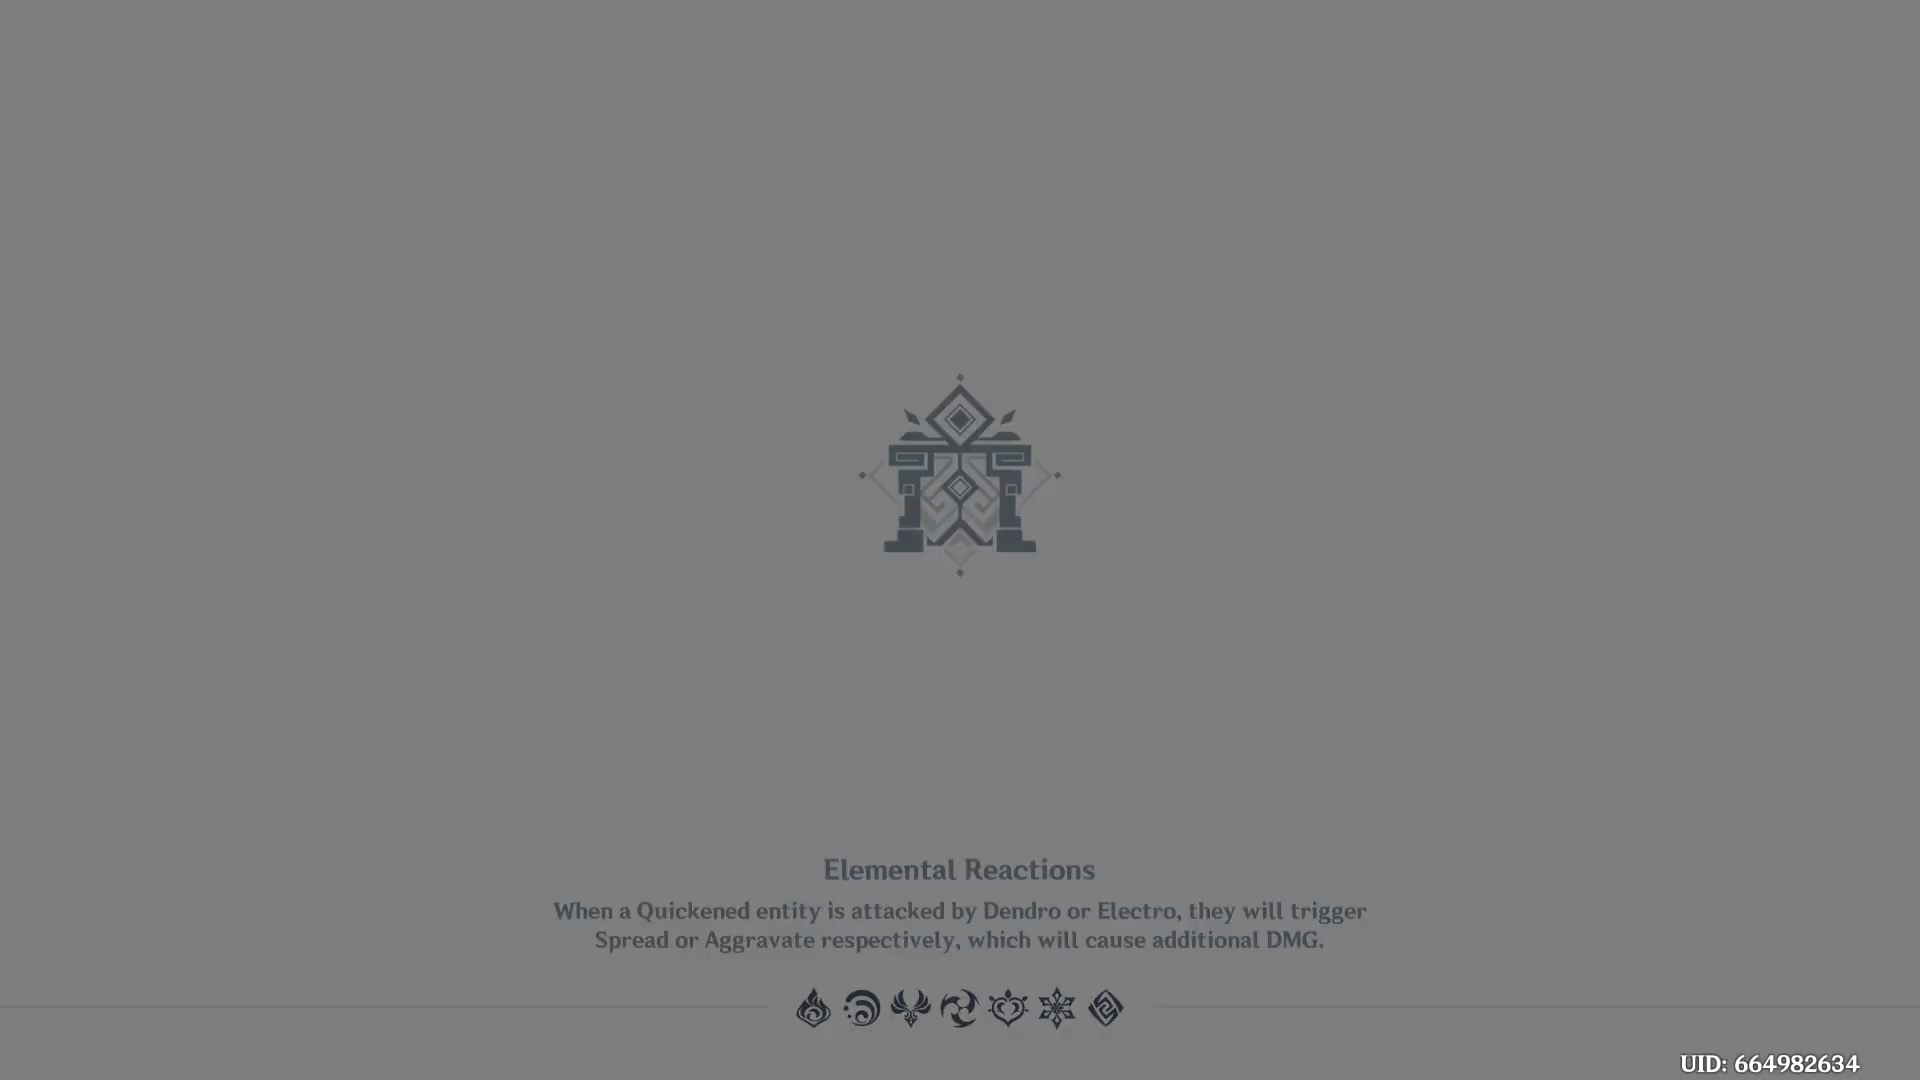 Elemental Reactions
When a Quickened entity is attacked by Dendro or Electro, they will trigger
Spread or Aggravate respectively, which will cause additional DMG.
UID: 664982634